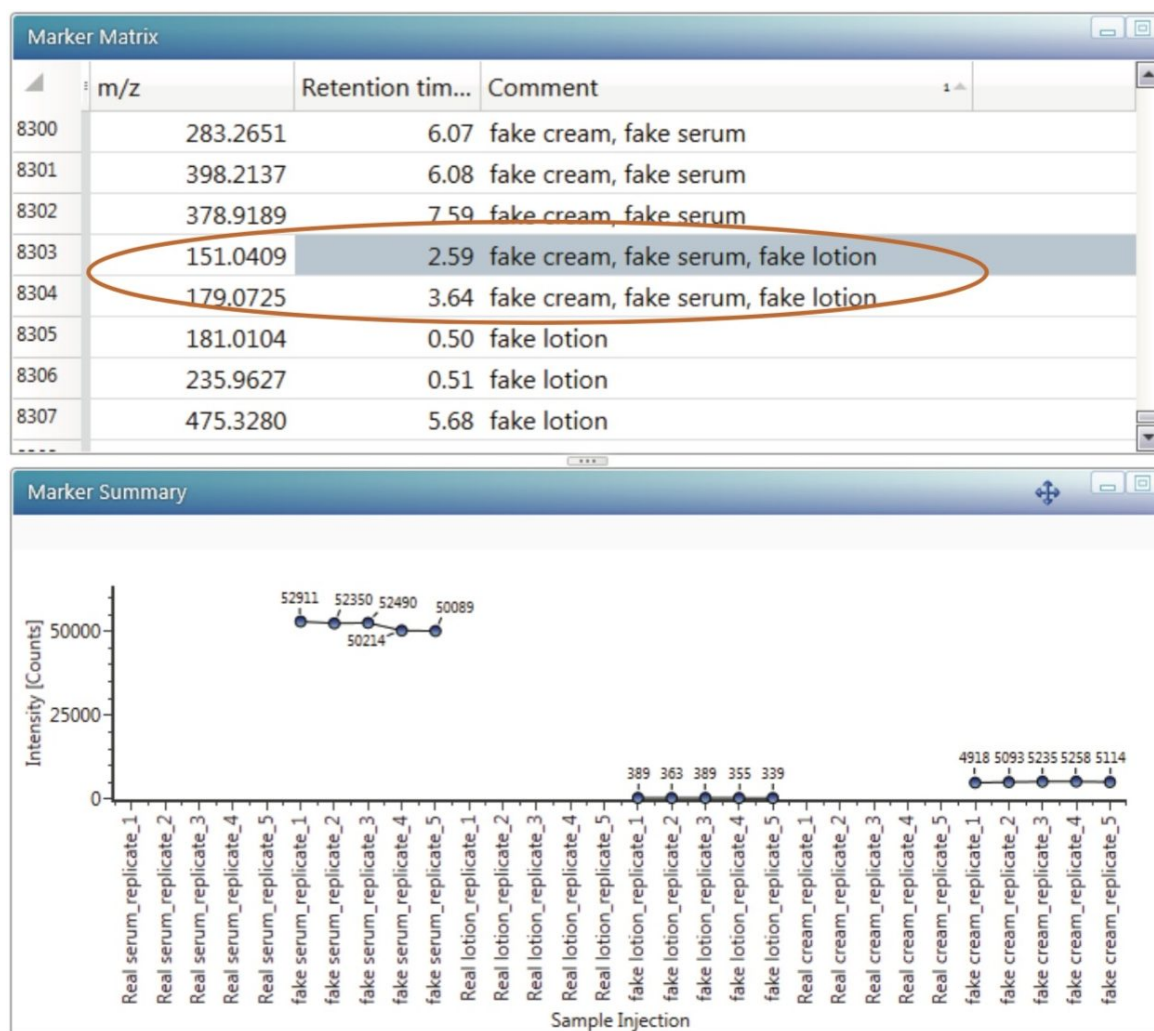 Marker Matrix
m/z Retention tim... Comment 1
8300 283.2651 6.07 fake cream, fake serum
8301 398.2137 6.08 fake cream, fake serum
8302 378.9189 7.59 fake cream, fake serum
8303 151.0409 2.59 fake cream, fake serum, fake lotion
8304 179.0725 3.64 fake cream, fake serum, fake lotion
8305 181.0104 0.50 fake lotion
8306 235.9627 0.51 fake lotion
8307 475.3280 5.68 fake lotion
Marker Summary
Intensity [Counts]
50000
25000
0
52911 52350 52490 50214 50089
389 363 389 355 339
4918 5093 5235 5258 5114
Real serum_replicate_1
Real serum_replicate_2
Real serum_replicate_3
Real serum_replicate_4
Real serum_replicate_5
fake serum_replicate_1
fake serum_replicate_2
fake serum_replicate_3
fake serum_replicate_4
fake serum_replicate_5
Real lotion_replicate_1
Real lotion_replicate_2
Real lotion_replicate_3
Real lotion_replicate_4
Real lotion_replicate_5
fake lotion_replicate_1
fake lotion_replicate_2
fake lotion_replicate_3
fake lotion_replicate_4
fake lotion_replicate_5
Real cream_replicate_1
Real cream_replicate_2
Real cream_replicate_3
Real cream_replicate_4
Real cream_replicate_5
fake cream_replicate_1
fake cream_replicate_2
fake cream_replicate_3
fake cream_replicate_4
fake cream_replicate_5
Sample Injection